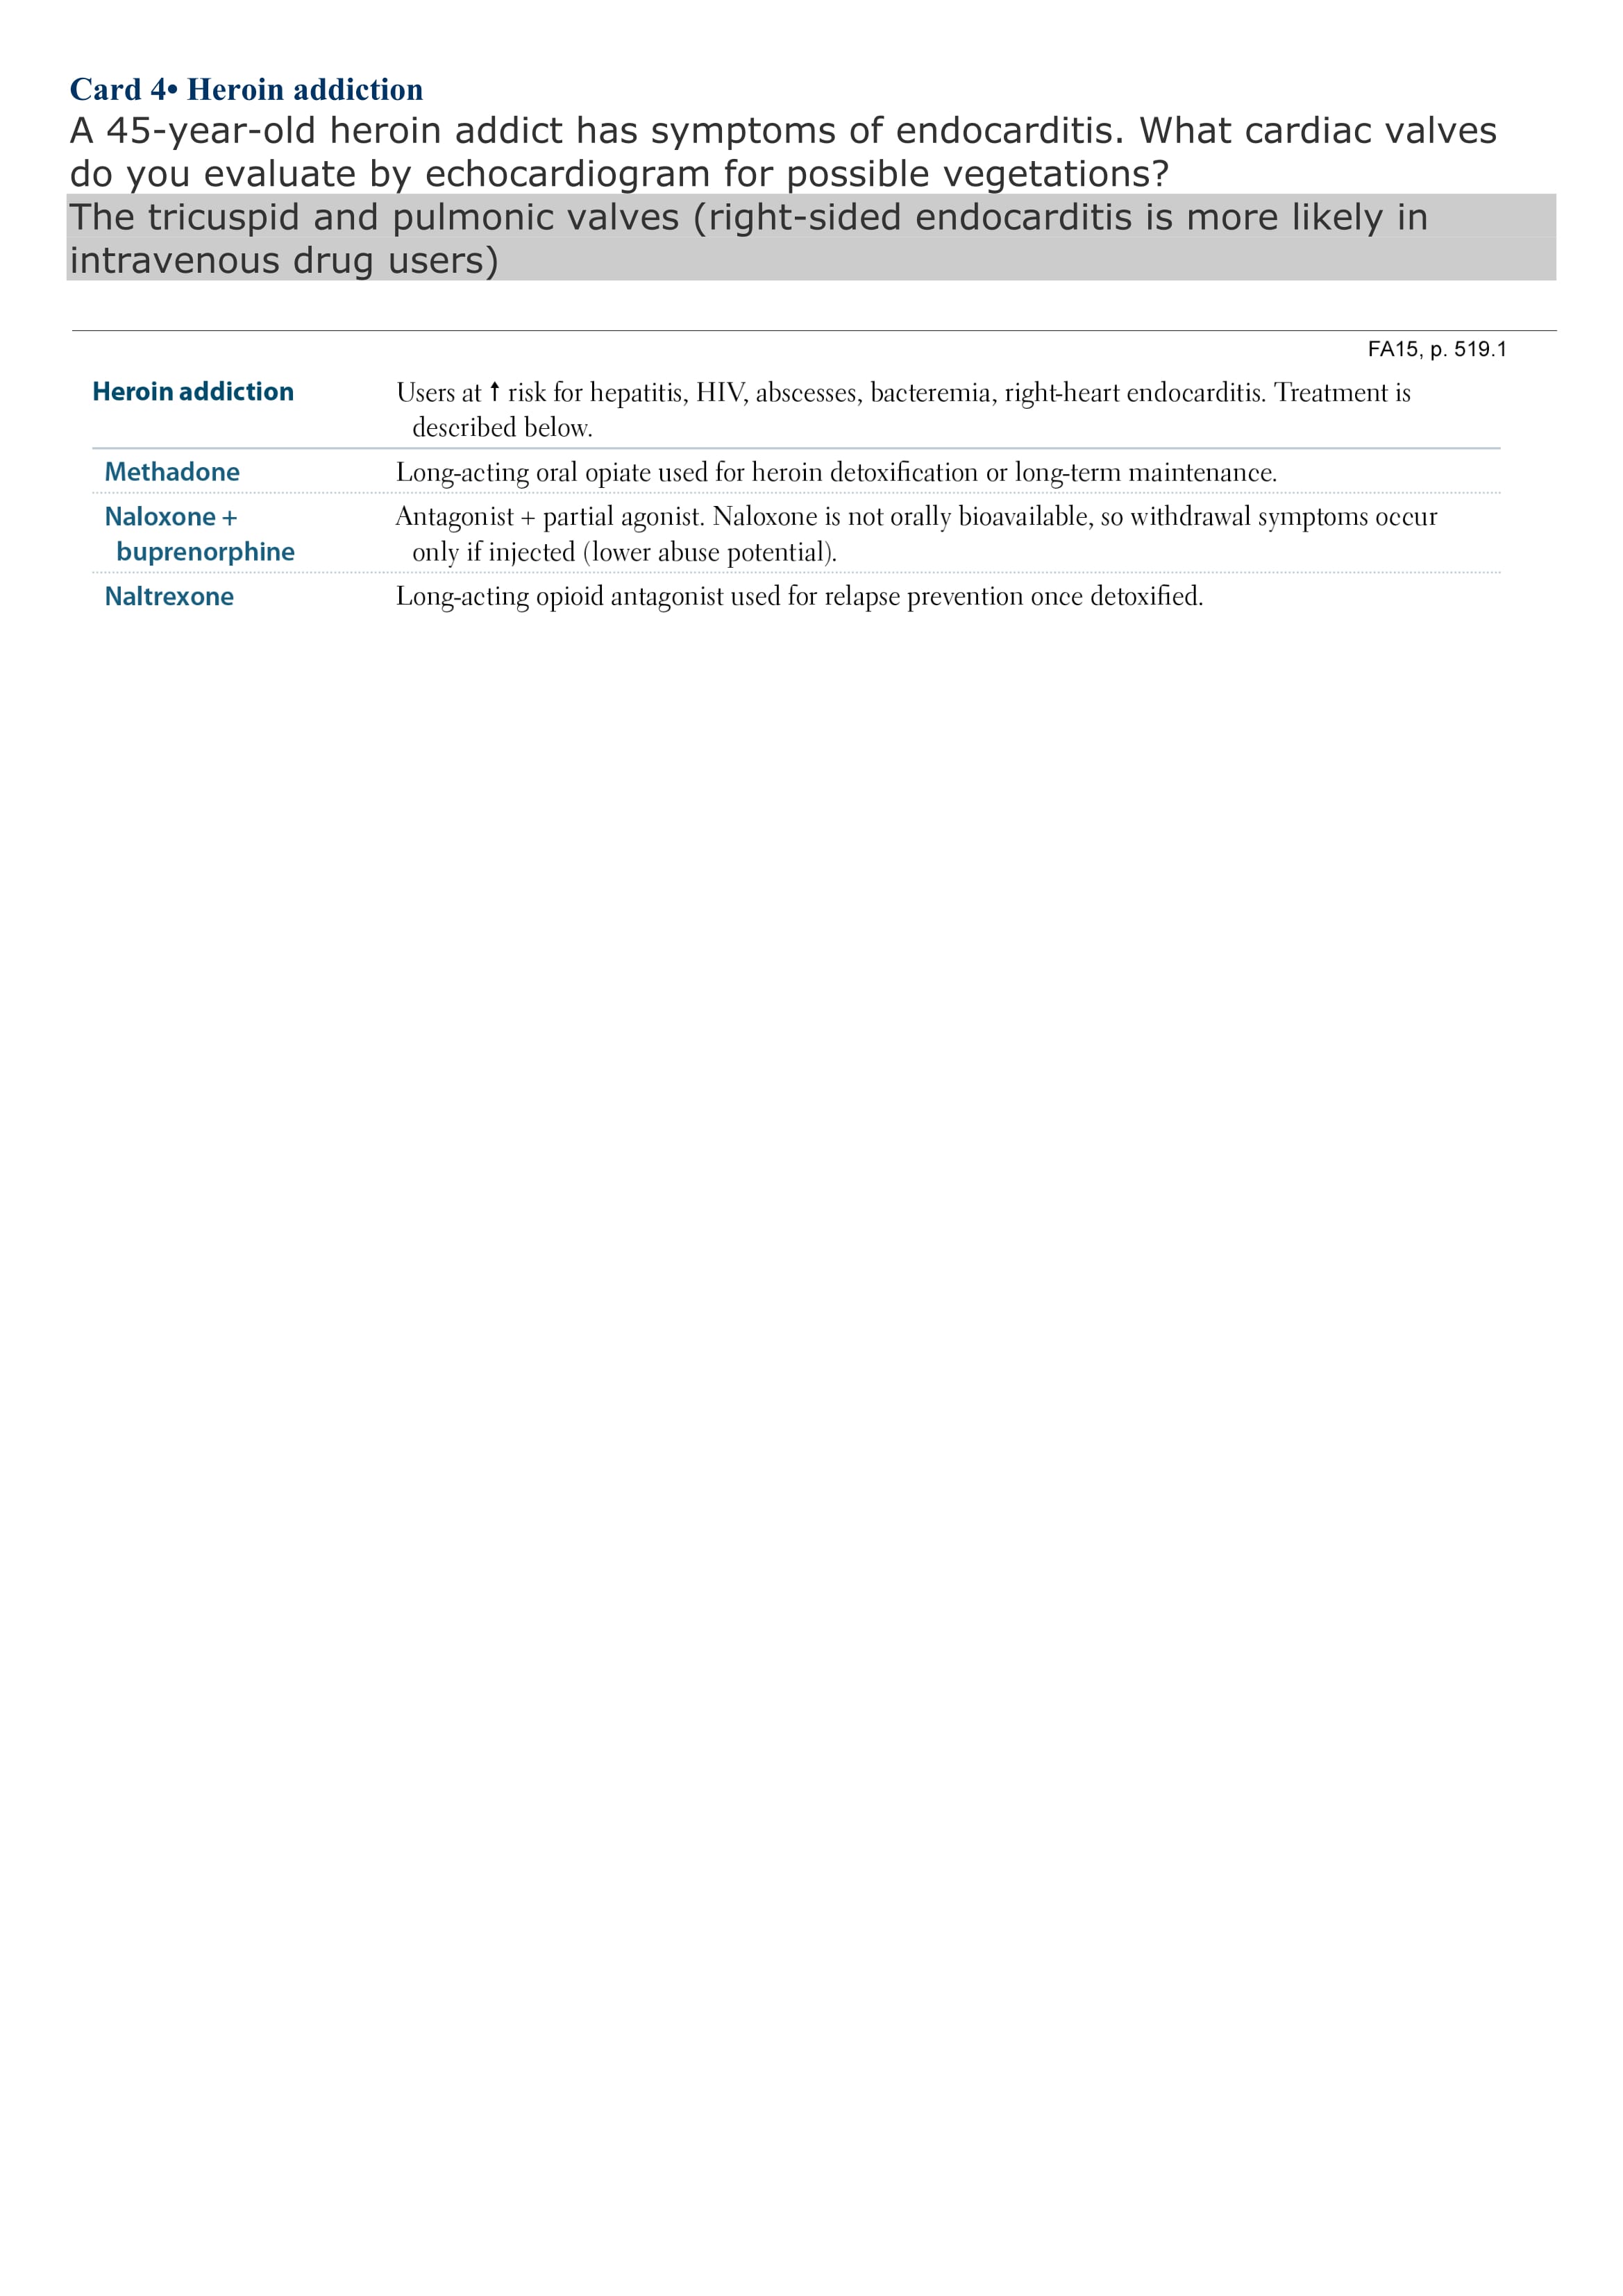 Card 4• Heroin addiction
A 45-year-old heroin addict has symptoms of endocarditis. What cardiac valves
do you evaluate by echocardiogram for possible vegetations?
The tricuspid and pulmonic valves (right-sided endocarditis is more likely in
intravenous drug users)
FA15, p. 519.1
Heroin addiction Users at ↑ risk for hepatitis, HIV, abscesses, bacteremia, right-heart endocarditis. Treatment is
described below.
Methadone Long-acting oral opiate used for heroin detoxification or long-term maintenance.
Naloxone + Antagonist + partial agonist. Naloxone is not orally bioavailable, so withdrawal symptoms occur
buprenorphine only if injected (lower abuse potential).
Naltrexone Long-acting opioid antagonist used for relapse prevention once detoxified.